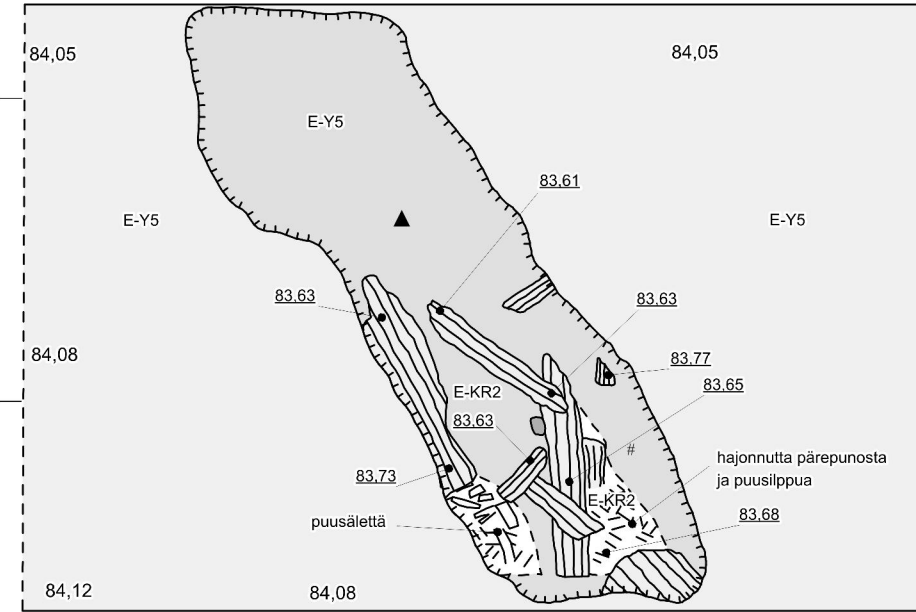 84,05
84,05
E-Y5
83,61
E-Y5
E-Y5
83,63
83,63
84,08
83,77
83,65
E-KR2
83,63
#
hajonnutta pärepunosta
ja puusilppua
83,73
E-KR2
83,68
puusälettä
84,12
84,08